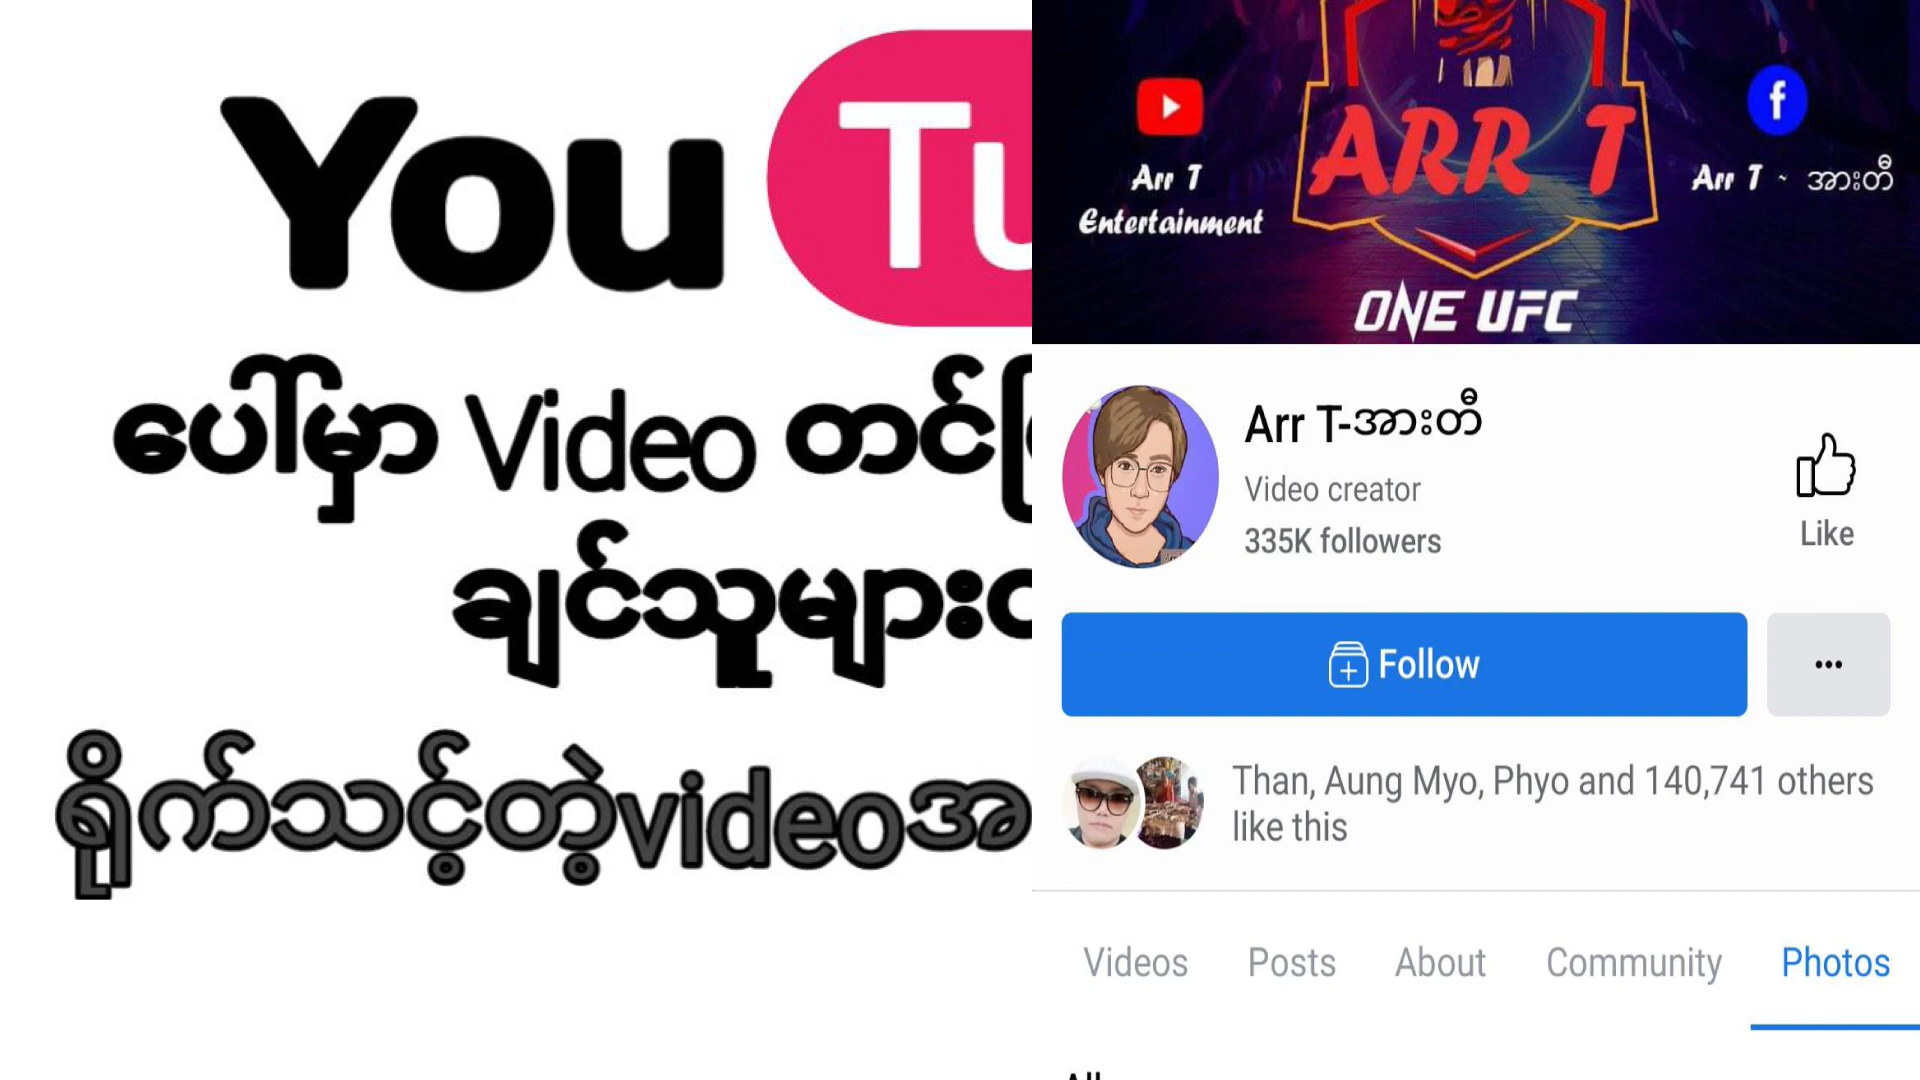 You Tu
ပေါ်မှာ Video တင်
ချင်သူများ
ရိုက်သင့်တဲ့videoအ
ARR T
Arr T
Entertainment
Arr T ~ အားတီ
ONE UFC
Arr T-အားတီ
Video creator
335K followers
Like
Follow
Than, Aung Myo, Phyo and 140,741 others
like this
Videos
Posts
About
Community
Photos